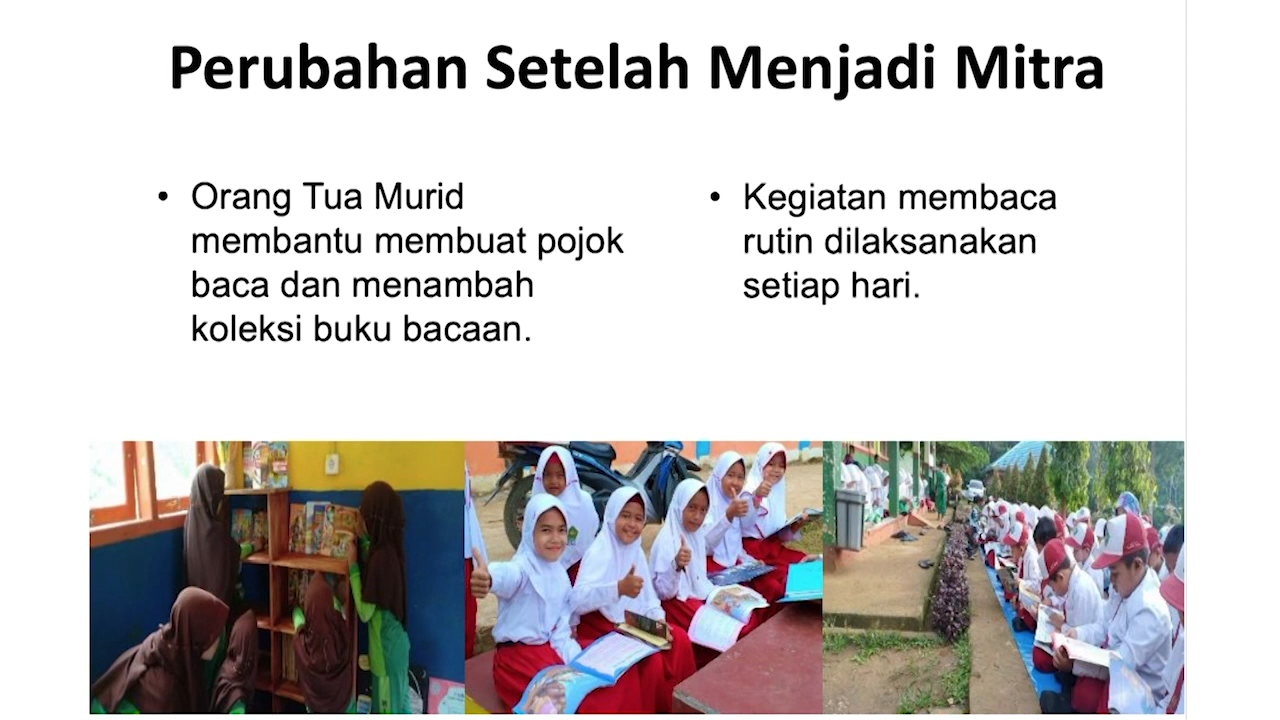 Perubahan Setelah Menjadi Mitra
• Orang Tua Murid
membantu membuat pojok
baca dan menambah
koleksi buku bacaan.
• Kegiatan membaca
rutin dilaksanakan
setiap hari.